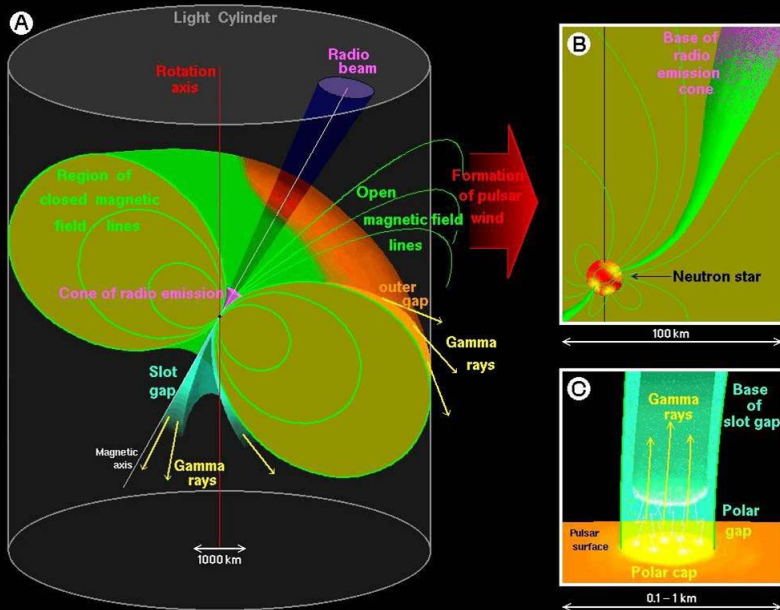 A
Light Cylinder
Rotation
axis
Radio
beam
Region of
closed magnetic
field lines
Open
magnetic field
lines
Formation
of pulsar
wind
Cone of radio emission
outer
gap
Gamma
rays
Slot
gap
Magnetic
axis
Gamma
rays
1000 km
B
Base of
radio
emission
cone
Neutron star
100 km
C
Gamma
rays
Base of
slot gap
Polar
gap
Pulsar
surface
Polar cap
0.1 – 1 km